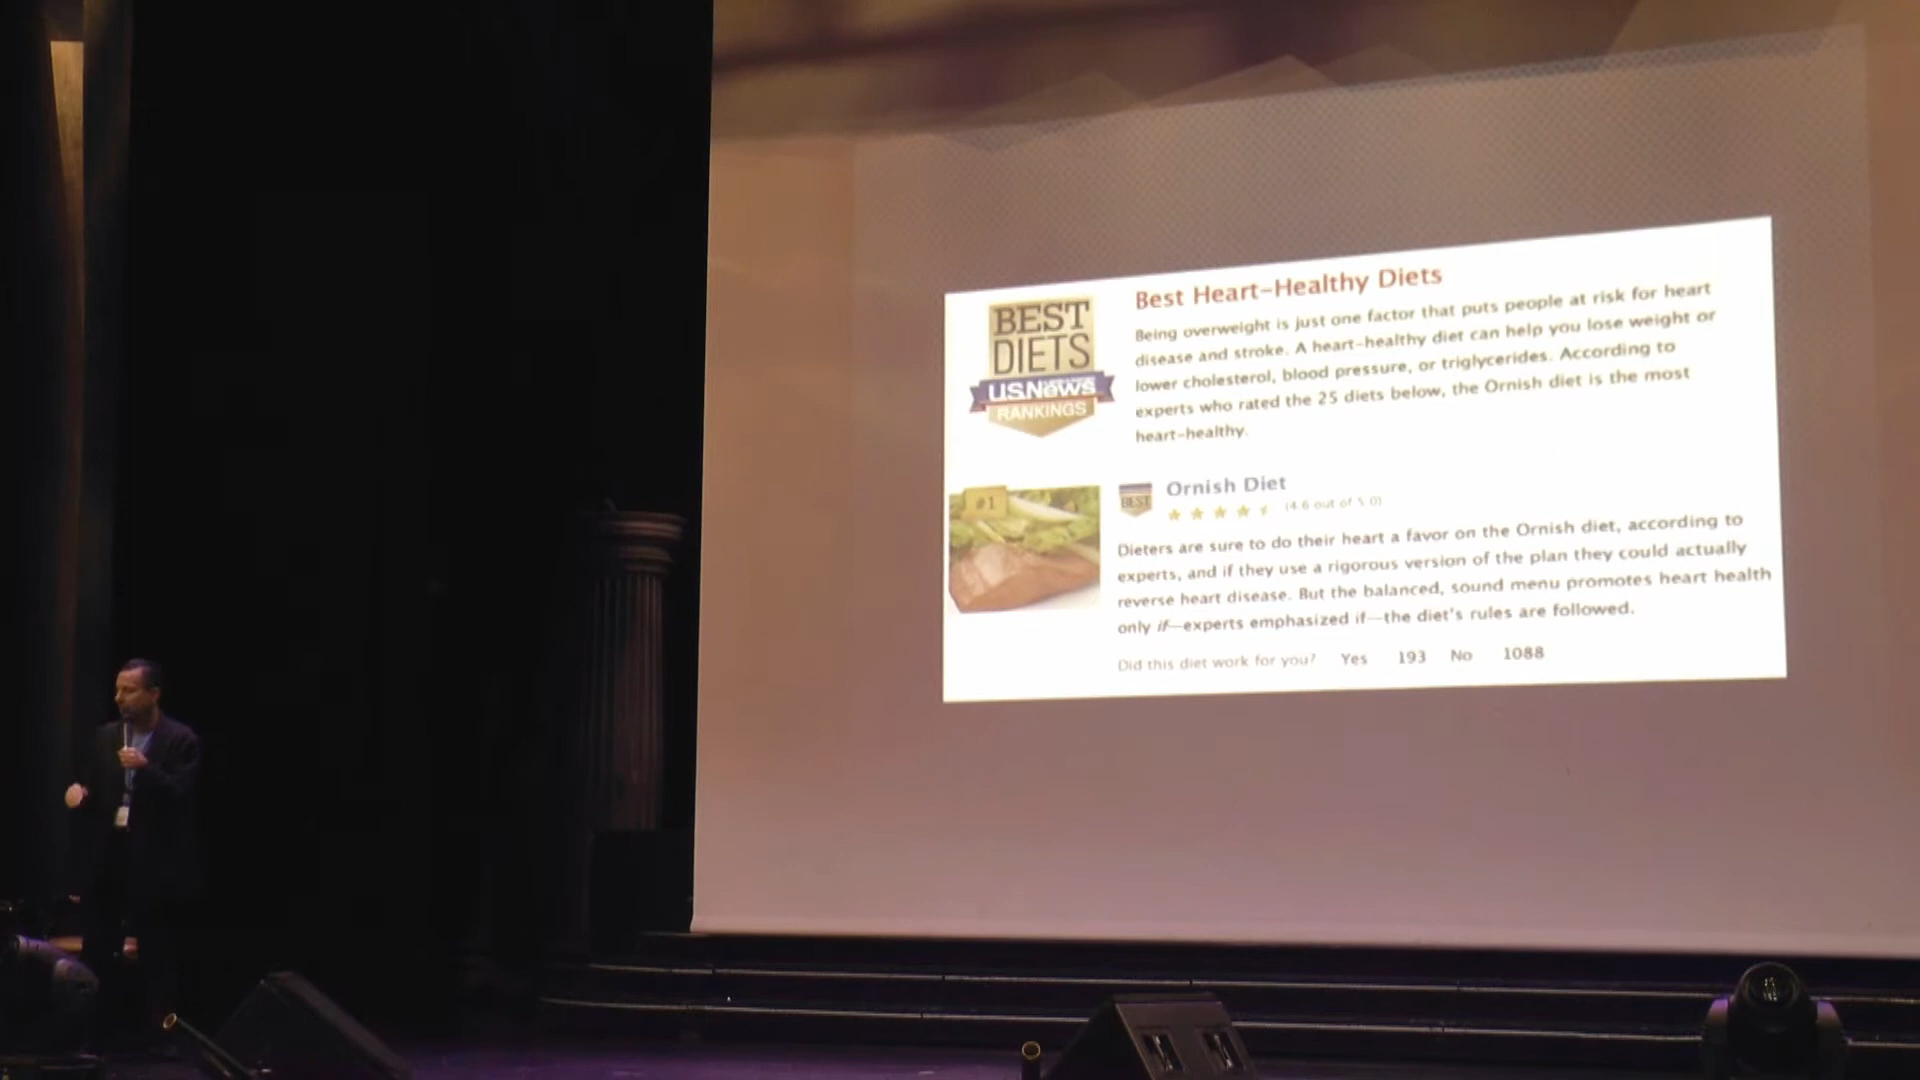 BEST
DIETS
U.S.News
RANKINGS
Best Heart-Healthy Diets
Being overweight is just one factor that puts people at risk for heart
disease and stroke. A heart-healthy diet can help you lose weight or
lower cholesterol, blood pressure, or triglycerides. According to
experts who rated the 25 diets below, the Ornish diet is the most
heart-healthy.
#1
BEST
Ornish Diet
(4.6 out of 5.0)
Dieters are sure to do their heart a favor on the Ornish diet, according to
experts, and if they use a rigorous version of the plan they could actually
reverse heart disease. But the balanced, sound menu promotes heart health
only if—experts emphasized if—the diet's rules are followed.
Did this diet work for you? Yes 193 No 1088